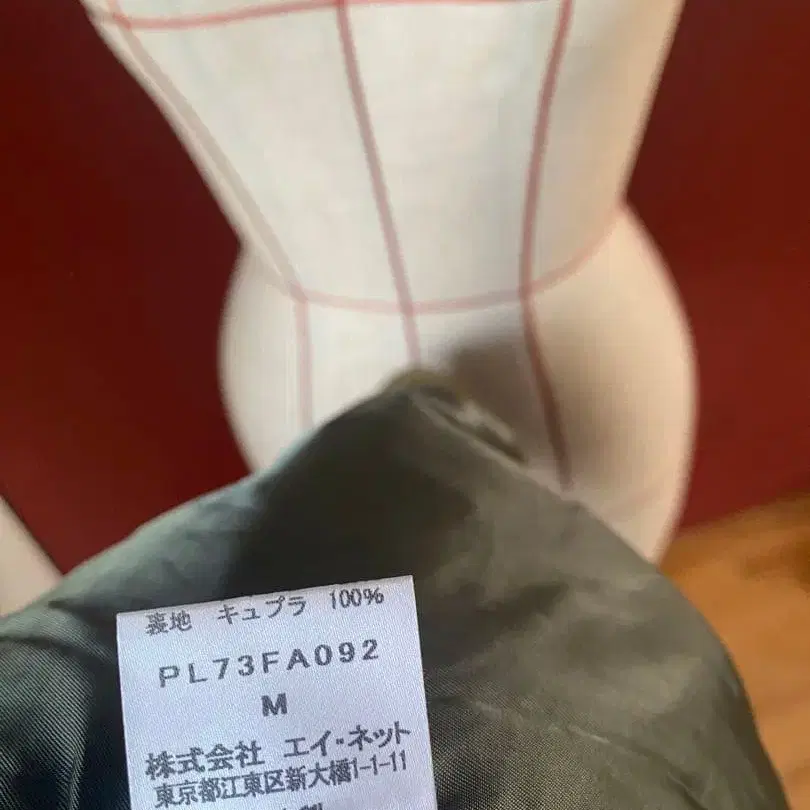 裏地 キュプラ 100%
PL73FA092
M
株式会社 エイ・ネット
東京都江東区新大橋1-1-11